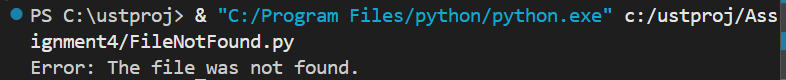 PS C:\ustproj> & "C:/Program Files/python/python.exe" c:/ustproj/Ass
ignment4/FileNotFound.py
Error: The file was not found.